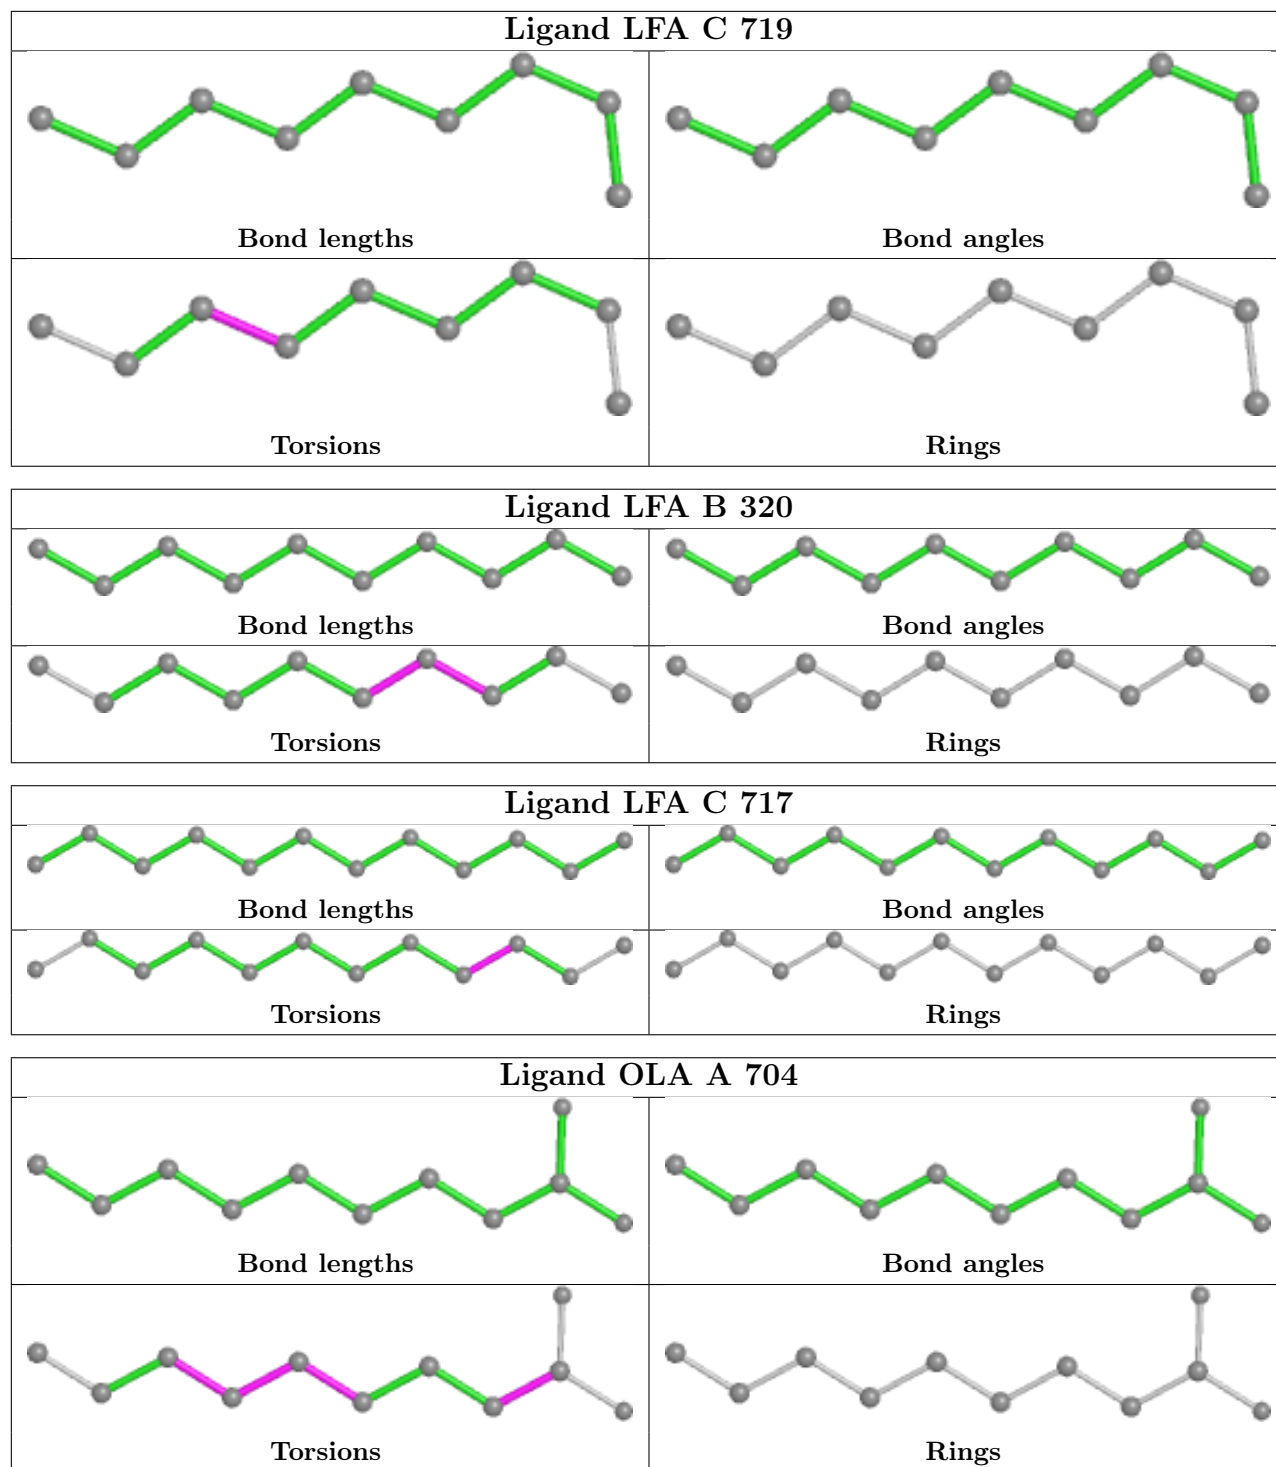 Ligand LFA C 719
Bond lengths Bond angles
Torsions Rings
Ligand LFA B 320
Bond lengths Bond angles
Torsions Rings
Ligand LFA C 717
Bond lengths Bond angles
Torsions Rings
Ligand OLA A 704
Bond lengths Bond angles
Torsions Rings